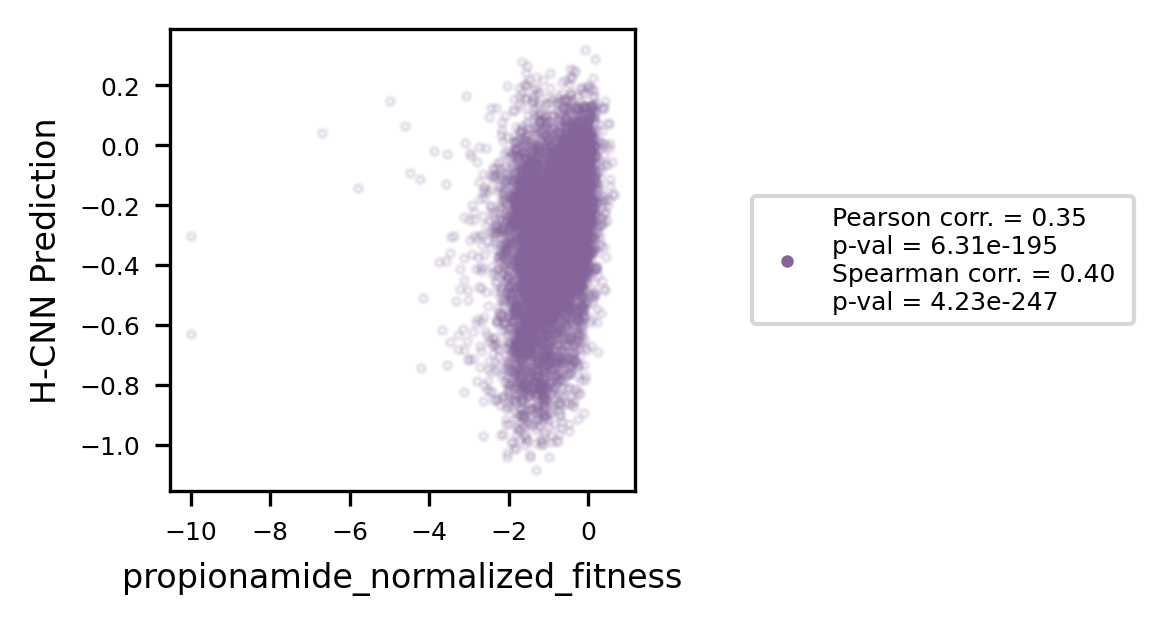 0.2
0.0
−0.2
−0.4
−0.6
−0.8
−1.0
H-CNN Prediction
−10 −8 −6 −4 −2 0
propionamide_normalized_fitness
Pearson corr. = 0.35
p-val = 6.31e-195
Spearman corr. = 0.40
p-val = 4.23e-247